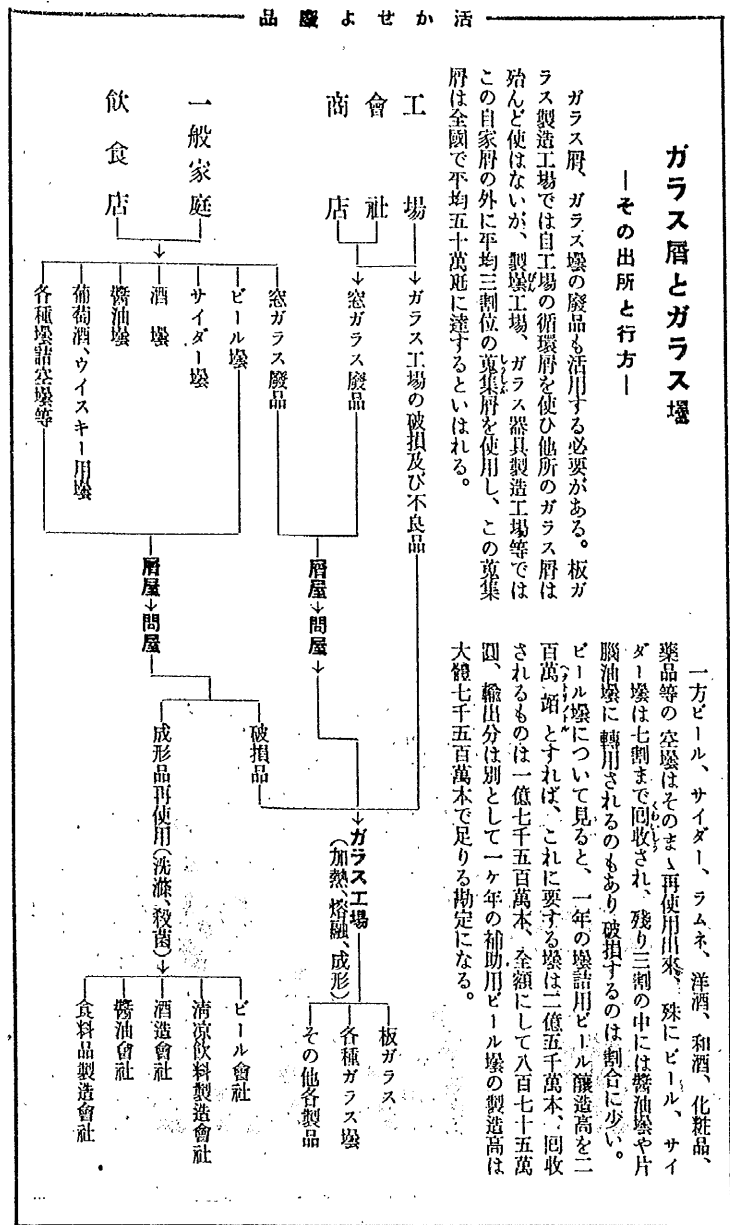 活かせよ廢品
ガラス屑とガラス壜
―その出所と行方―
ガラス屑、ガラス壜の廢品も活用する必要がある。板ガ
ラス製造工場では自工場の循環屑を使ひ他所のガラス屑は
殆んど使はないが、製壜工場、ガラス器具製造工場等では
この自家屑の外に平均三割位の蒐集屑を使用し、この蒐集
屑は全國で平均五十萬瓩に達するといはれる。
一方ビール、サイダー、ラムネ、洋酒、和酒、化粧品、
藥品等の空壜はそのまゝ再使用出來、殊にビール、サイ
ダー壜は七割まで回收され、殘り三割の中には醬油壜や片
腦油壜に轉用されるのもあり破損するのは割合に少い。
ビール壜について見ると、一年の壜詰用ビール釀造高を二
百萬竡とすれば、これに要する壜は二億五千萬本、回收
されるものは一億七千五百萬本、全額にして八百七十五萬
圓、輸出分は別として一ケ年の補助用ビール壜の製造高は
大體七千五百萬本で足りる勘定になる。
工場
會社
商店
一般家庭
飮食店
ガラス工場の破損及び不良品
窓ガラス廢品
窓ガラス廢品
ビール壜
サイダー壜
酒壜
醬油壜
葡萄酒、ウイスキー用壜
各種壜詰空壜等
屑屋→問屋
屑屋→問屋
破損品
成形品再使用(洗滌、殺菌)
ガラス工場
(加熱、熔融、成形)
板ガラス
各種ガラス壜
その他各製品
ビール會社
淸凉飮料製造會社
酒造會社
醬油會社
食料品製造會社